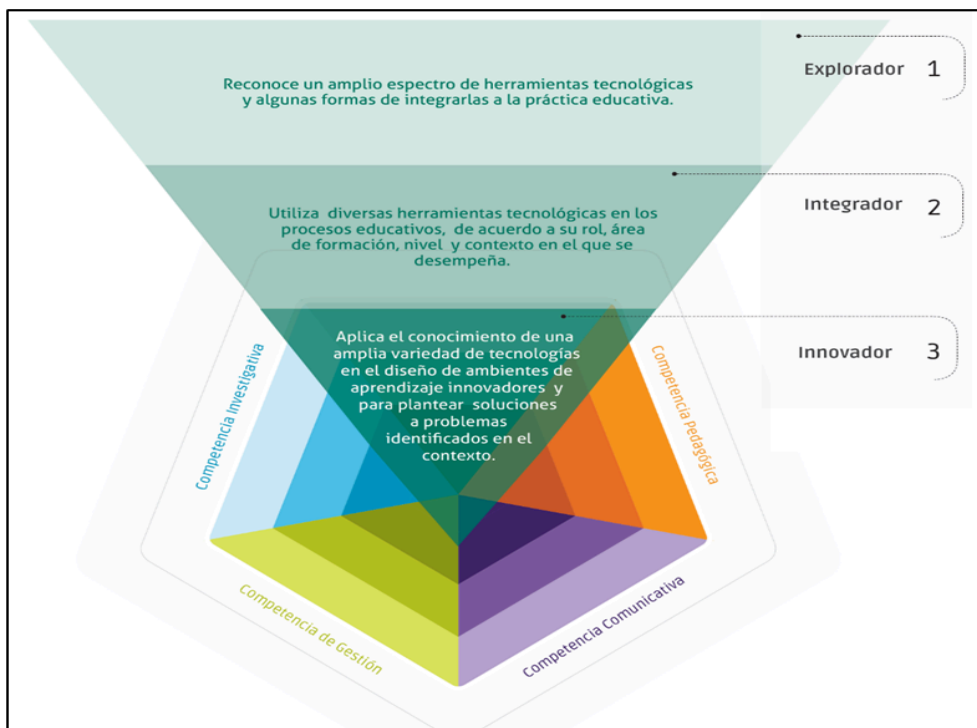 Reconoce un amplio espectro de herramientas tecnológicas
y algunas formas de integrarlas a la práctica educativa.
Explorador 1
Utiliza diversas herramientas tecnológicas en los
procesos educativos, de acuerdo a su rol, área
de formación, nivel y contexto en el que se
desempeña.
Integrador 2
Aplica el conocimiento de una
amplia variedad de tecnologías
en el diseño de ambientes de
aprendizaje innovadores y
para plantear soluciones
a problemas
identificados en el
contexto.
Innovador 3
Competencia Investigativa
Competencia Pedagógica
Competencia de Gestión
Competencia Comunicativa